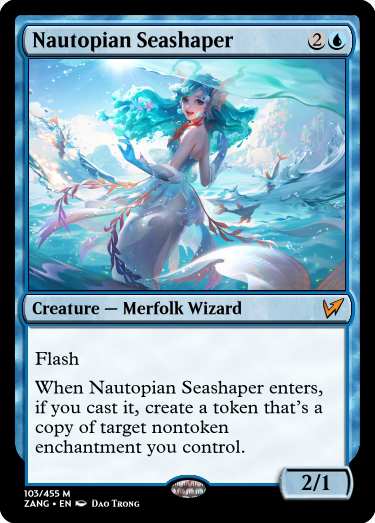 Nautopian Seashaper 2
Creature — Merfolk Wizard
Flash
When Nautopian Seashaper enters,
if you cast it, create a token that's a
copy of target nontoken
enchantment you control.
2/1
103/455 M
ZANG • EN Dao Trong